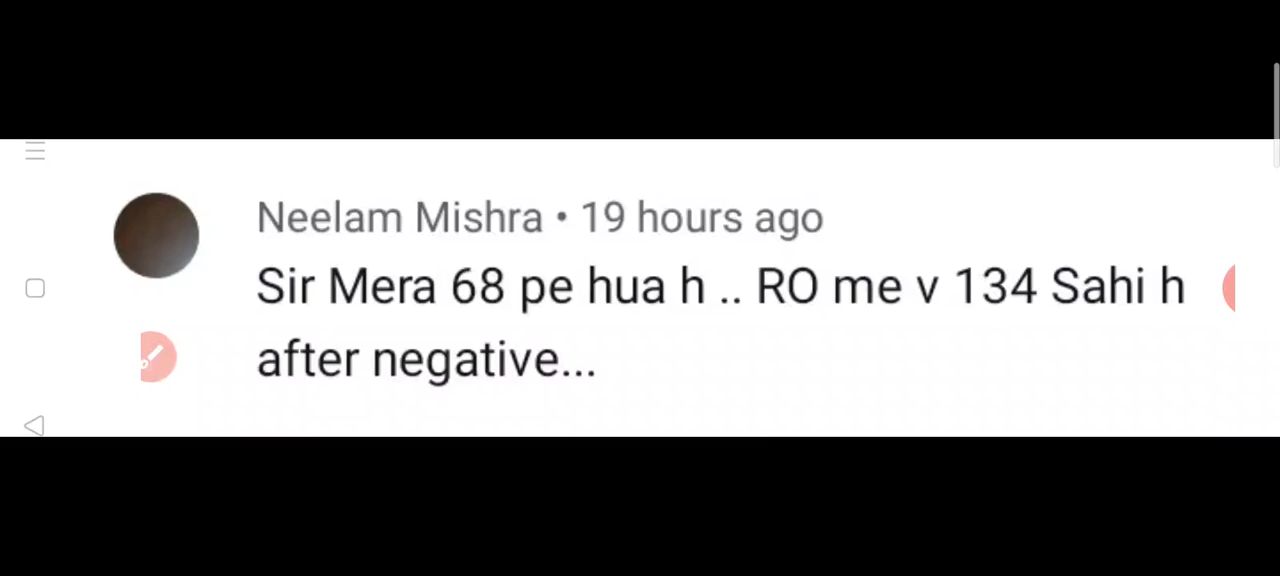 Neelam Mishra • 19 hours ago
Sir Mera 68 pe hua h .. RO me v 134 Sahi h
after negative...